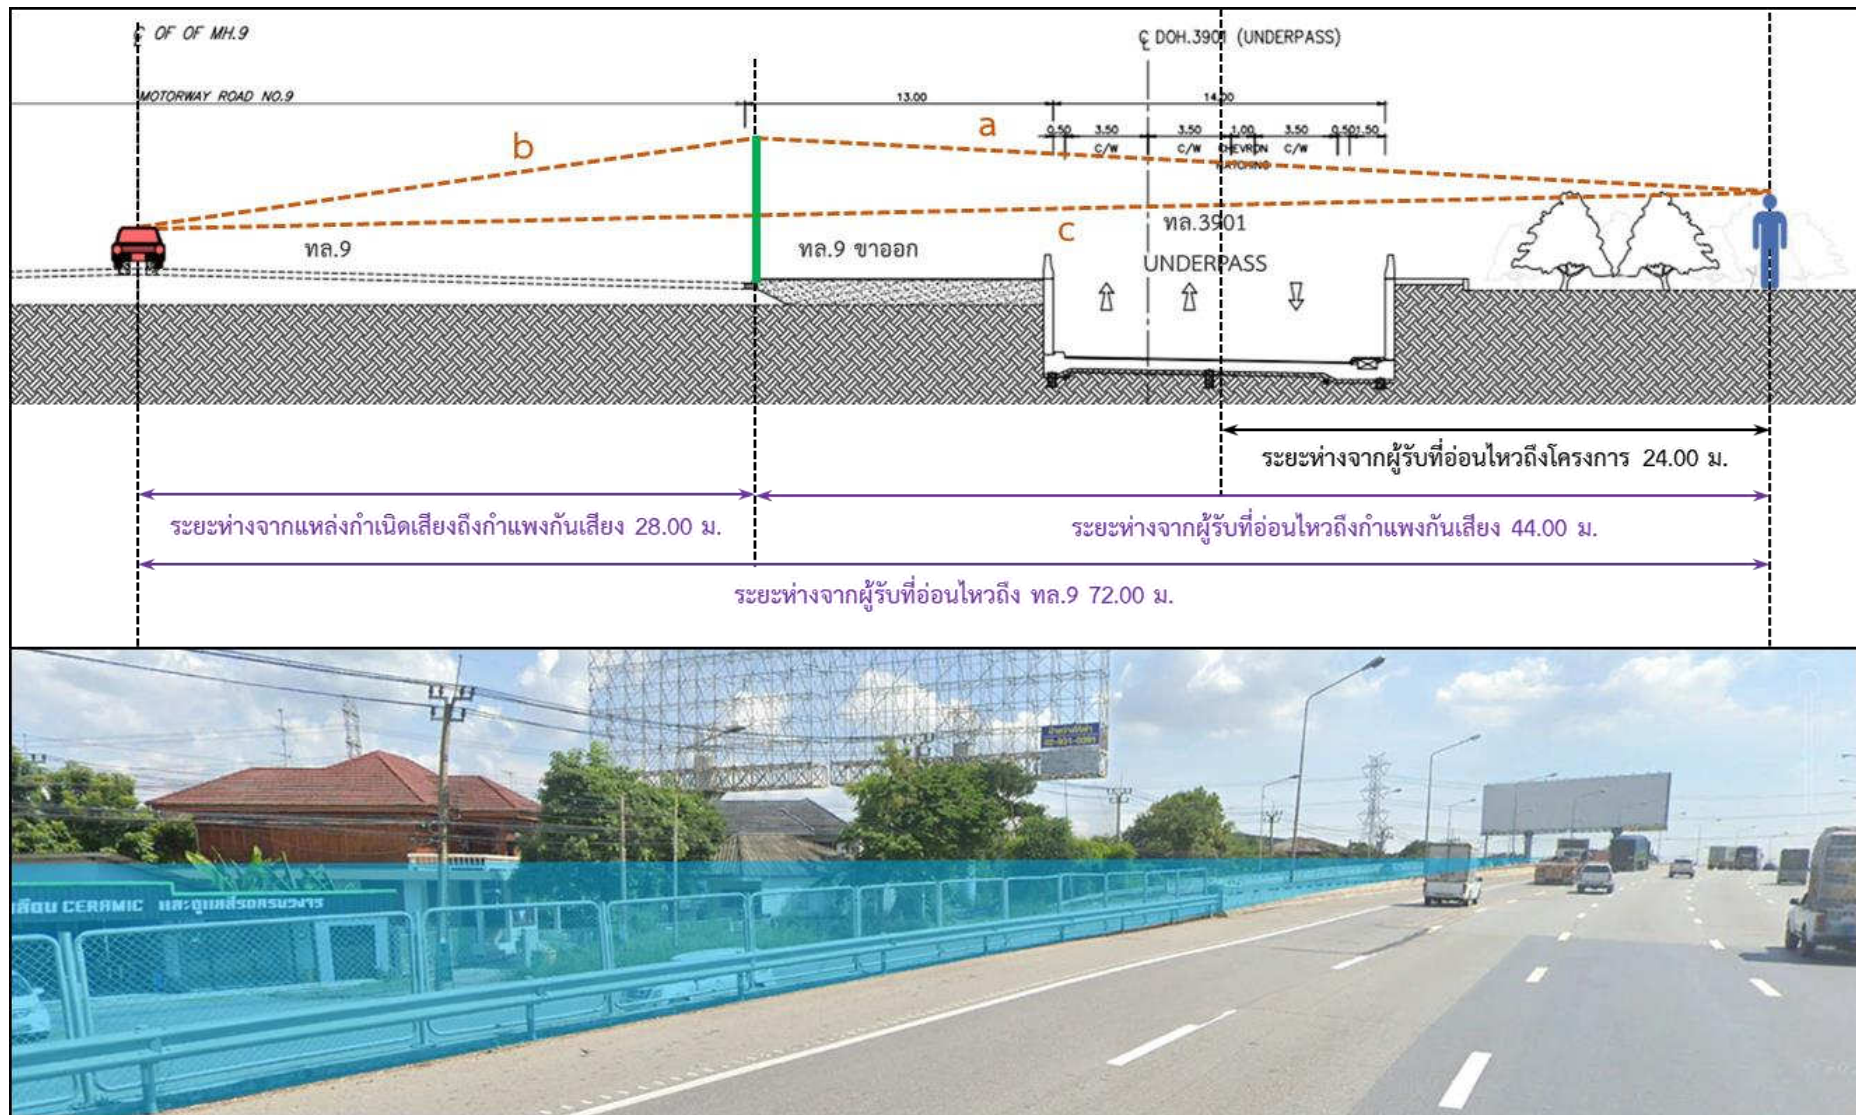 ℄ OF OF MH.9
℄ DOH.3901 (UNDERPASS)
MOTORWAY ROAD NO.9
13.00
14.00
a
0.50 3.50 3.50 1.00 3.50 0.50 1.50
b
C/W C/W CHEVRON C/W
HATCHING
ทล.3901
c
ทล.9
ทล.9 ขาออก
UNDERPASS
ระยะห่างจากผู้รับที่อ่อนไหวถึงโครงการ 24.00 ม.
ระยะห่างจากแหล่งกำเนิดเสียงถึงกำแพงกันเสียง 28.00 ม.
ระยะห่างจากผู้รับที่อ่อนไหวถึงกำแพงกันเสียง 44.00 ม.
ระยะห่างจากผู้รับที่อ่อนไหวถึง ทล.9 72.00 ม.
CERAMIC